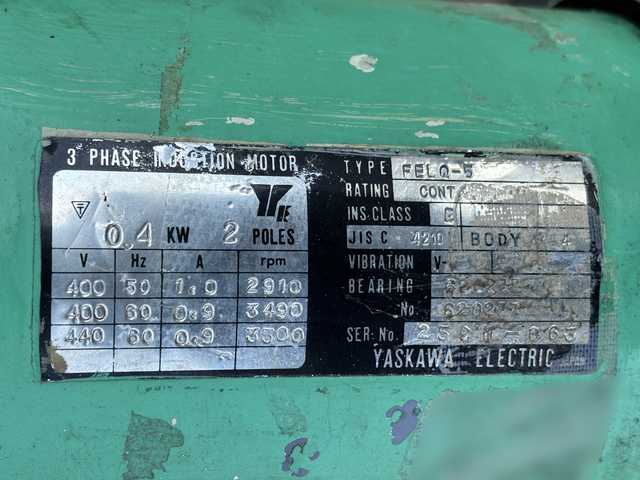 3 PHASE INDUCTION MOTOR
0.4 KW 2 POLES
V Hz A rpm
400 50 1.0 2910
400 60 0.9 3490
440 60 0.9 3500
TYPE FELQ-5
RATING CONT
INS.CLASS E
JIS C 4210 BODY 4
VIBRATION V-
BEARING
No.
SER. No.
YASKAWA ELECTRIC